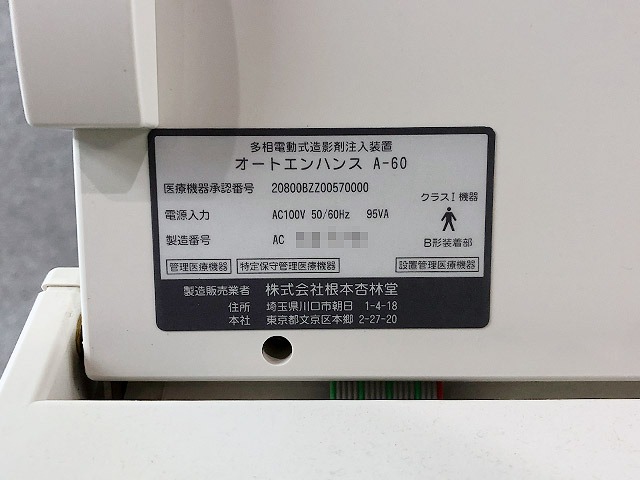 多相電動式造影剤注入装置
オートエンハンス A-60
医療機器承認番号 20800BZZ00570000
クラスI機器
電源入力 AC100V 50/60Hz 95VA
製造番号 AC
B形装着部
管理医療機器 特定保守管理医療機器 設置管理医療機器
製造販売業者 株式会社根本杏林堂
住所 埼玉県川口市朝日 1-4-18
本社 東京都文京区本郷 2-27-20